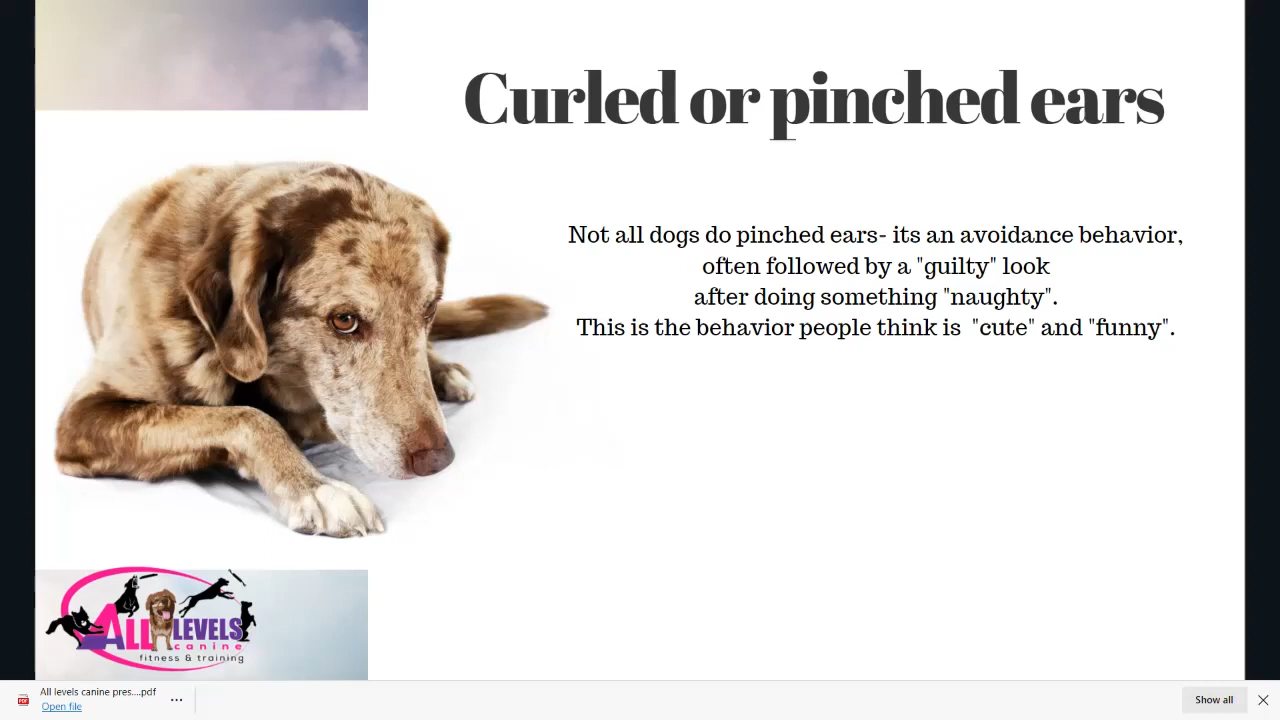 Curled or pinched ears
Not all dogs do pinched ears- its an avoidance behavior,
often followed by a "guilty" look
after doing something "naughty".
This is the behavior people think is "cute" and "funny".
ALL LEVELS
canine
fitness & training
All levels canine pres....pdf
Open file
Show all